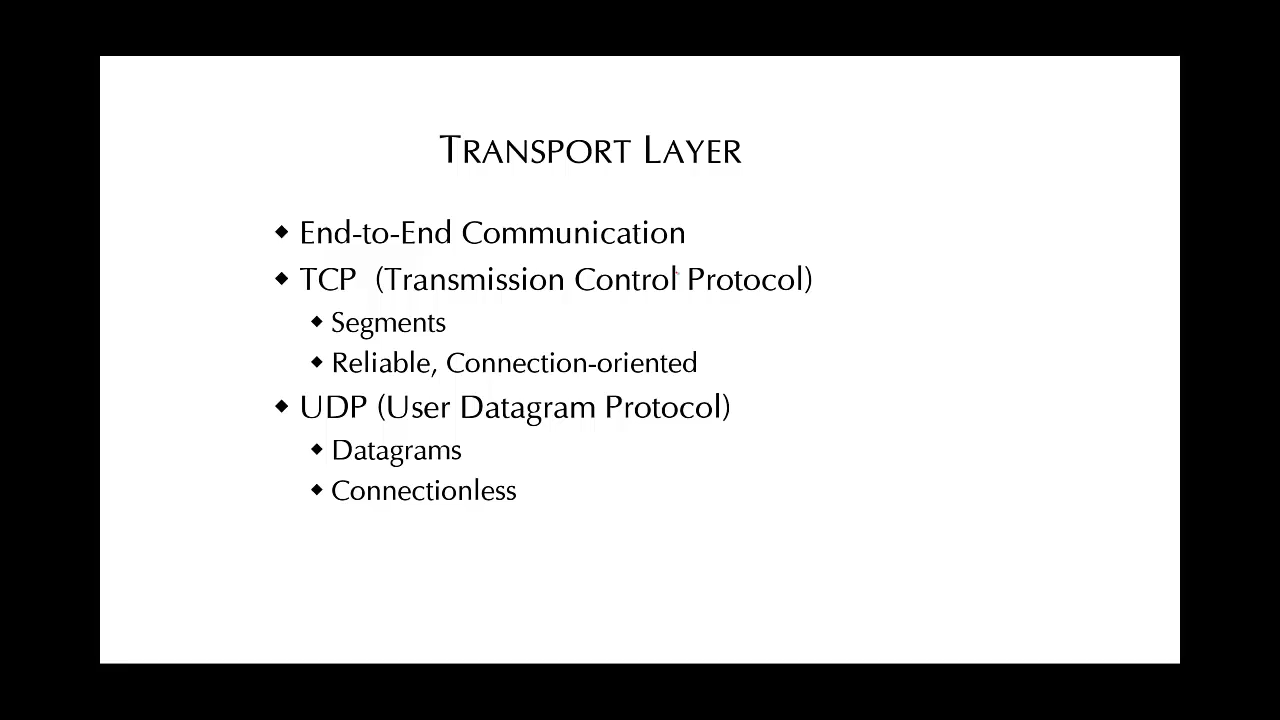 TRANSPORT LAYER
◆ End-to-End Communication
◆ TCP (Transmission Control Protocol)
◆ Segments
◆ Reliable, Connection-oriented
◆ UDP (User Datagram Protocol)
◆ Datagrams
◆ Connectionless